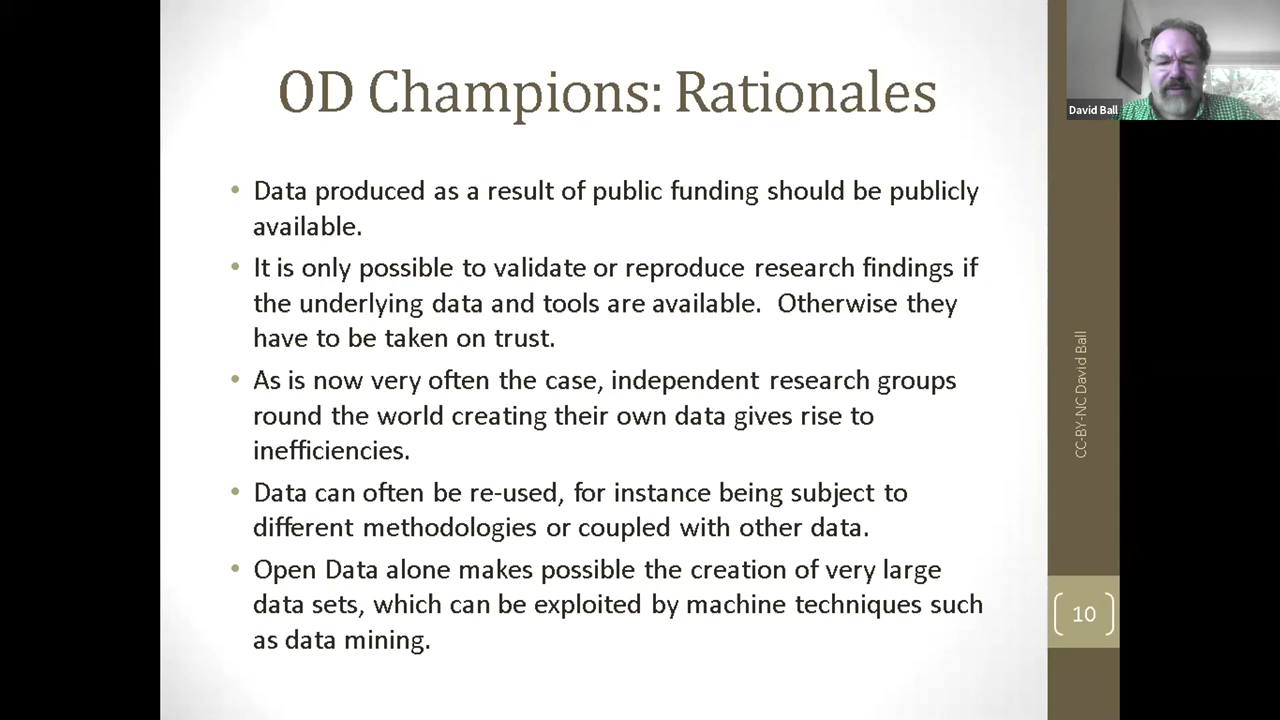 OD Champions: Rationales
David Ball
• Data produced as a result of public funding should be publicly
available.
• It is only possible to validate or reproduce research findings if
the underlying data and tools are available.  Otherwise they
have to be taken on trust.
• As is now very often the case, independent research groups
round the world creating their own data gives rise to
inefficiencies.
• Data can often be re-used, for instance being subject to
different methodologies or coupled with other data.
• Open Data alone makes possible the creation of very large
data sets, which can be exploited by machine techniques such
as data mining.
CC-BY-NC David Ball
10